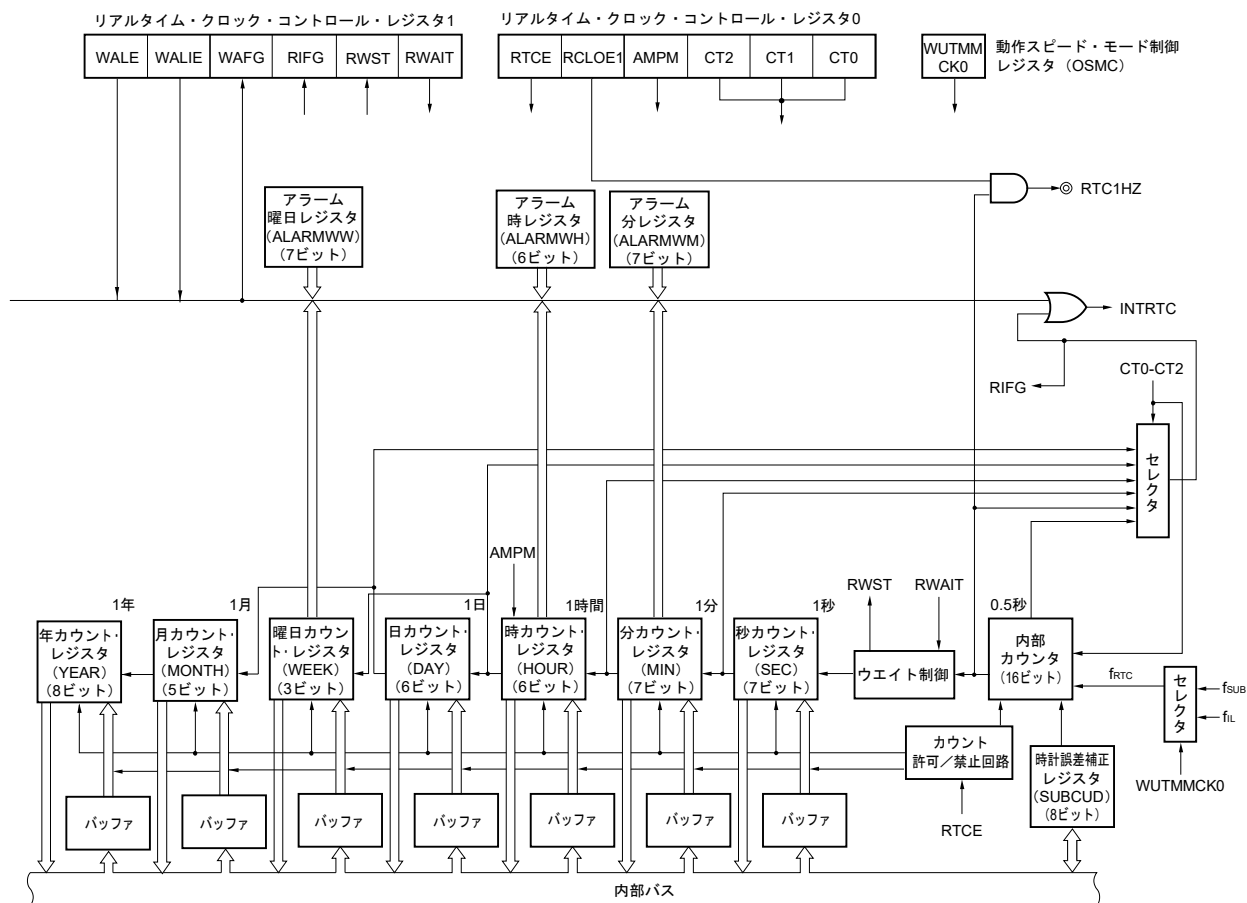 リアルタイム・クロック・コントロール・レジスタ1
WALE WALIE WAFG RIFG RWST RWAIT
リアルタイム・クロック・コントロール・レジスタ0
RTCE RCLOE1 AMPM CT2 CT1 CT0
WUTMM
CK0
動作スピード・モード制御
レジスタ（OSMC）
アラーム
曜日レジスタ
(ALARMWW)
(7ビット)
アラーム
時レジスタ
(ALARMWH)
(6ビット)
アラーム
分レジスタ
(ALARMWM)
(7ビット)
RTC1HZ
INTRTC
RIFG
CT0-CT2
セレクタ
AMPM
RWST
RWAIT
1年
1月
1日
1時間
1分
1秒
0.5秒
年カウント・
レジスタ
(YEAR)
(8ビット)
月カウント・
レジスタ
(MONTH)
(5ビット)
曜日カウン
ト・レジスタ
(WEEK)
(3ビット)
日カウント・
レジスタ
(DAY)
(6ビット)
時カウント・
レジスタ
(HOUR)
(6ビット)
分カウント・
レジスタ
(MIN)
(7ビット)
秒カウント・
レジスタ
(SEC)
(7ビット)
ウエイト制御
内部
カウンタ
(16ビット)
fRTC
セレクタ
fSUB
fIL
WUTMMCK0
カウント
許可／禁止回路
RTCE
時計誤差補正
レジスタ
(SUBCUD)
(8ビット)
バッファ
バッファ
バッファ
バッファ
バッファ
バッファ
バッファ
内部バス